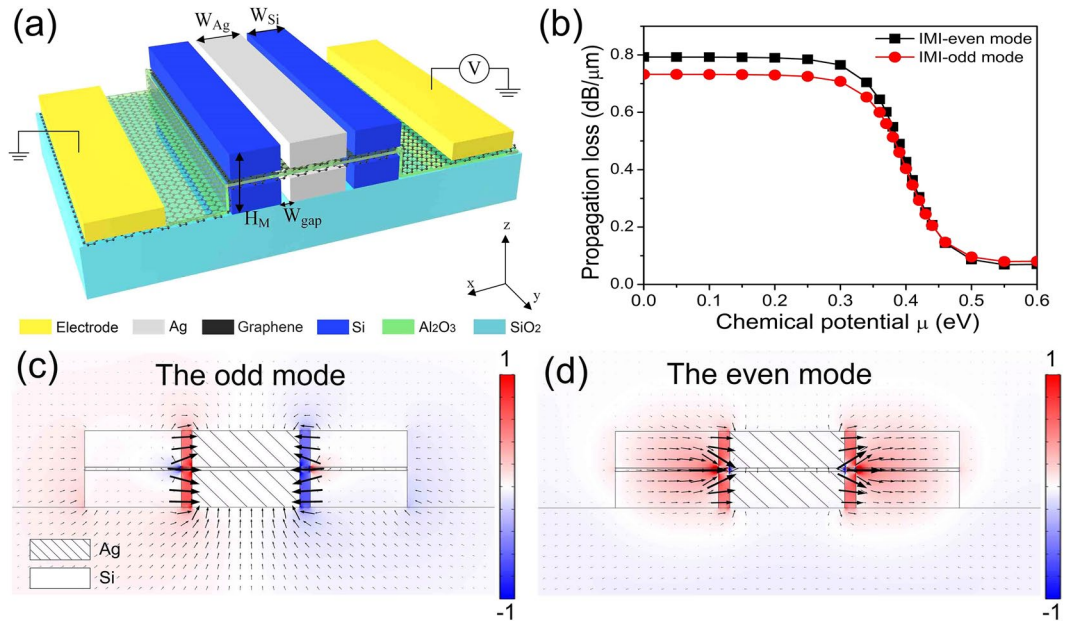 (a)
W_Ag
W_Si
V
H_M
W_gap
z
x
y
Electrode Ag Graphene Si Al₂O₃ SiO₂
(b)
IMI-even mode
IMI-odd mode
Propagation loss (dB/μm)
0.8
0.6
0.4
0.2
0.0
0.0 0.1 0.2 0.3 0.4 0.5 0.6
Chemical potential μ (eV)
(c)
The odd mode
1
-1
Ag
Si
(d)
The even mode
1
-1